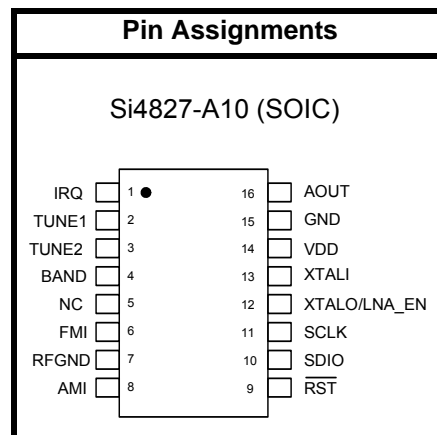 Pin Assignments
Si4827-A10 (SOIC)
IRQ 1 16 AOUT
TUNE1 2 15 GND
TUNE2 3 14 VDD
BAND 4 13 XTALI
NC 5 12 XTALO/LNA_EN
FMI 6 11 SCLK
RFGND 7 10 SDIO
AMI 8 9 RST